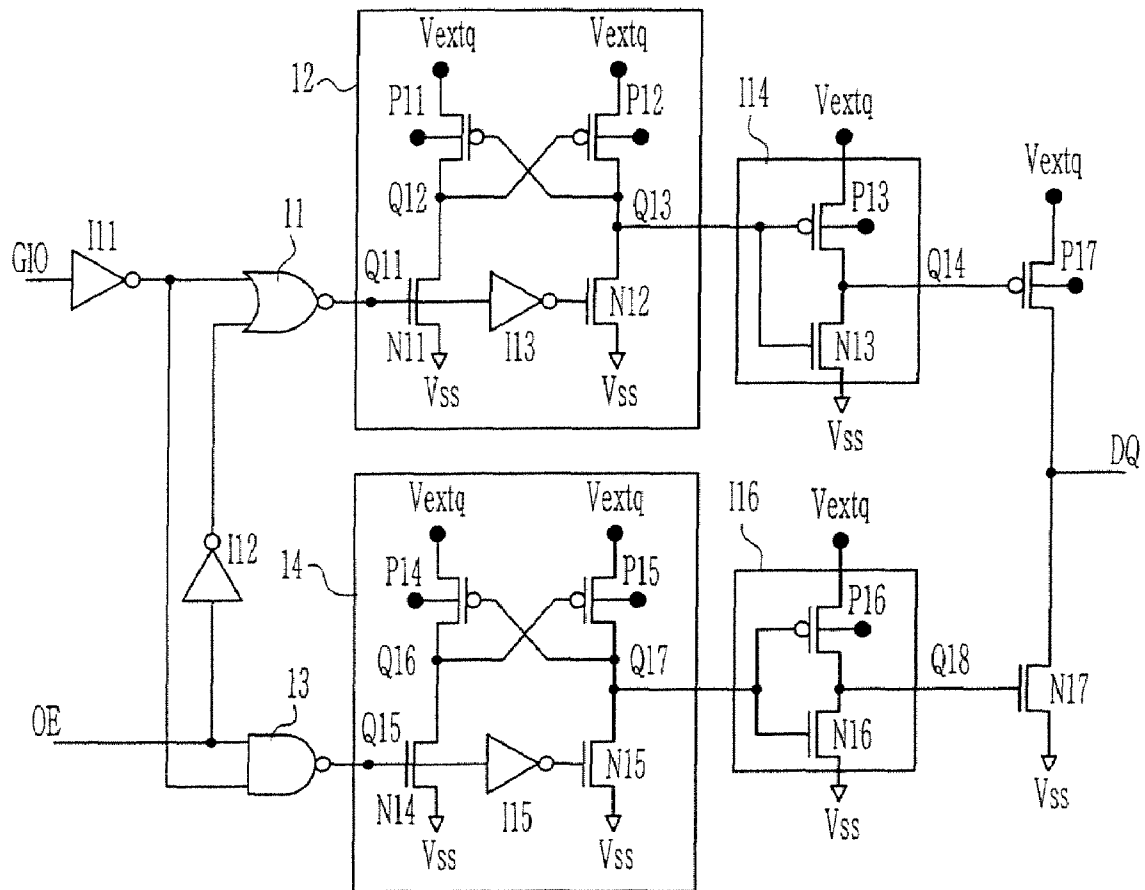 Vextq
Vextq
12
P11
P12
I14
Vextq
Vextq
Q12
Q13
P13
GIO
I11
11
Q11
Q14
P17
N11
I13
N12
N13
Vss
Vss
Vss
DQ
Vextq
Vextq
I16
Vextq
I12
14
P14
P15
P16
Q16
Q17
Q18
N17
OE
13
Q15
N16
N14
I15
N15
Vss
Vss
Vss
Vss